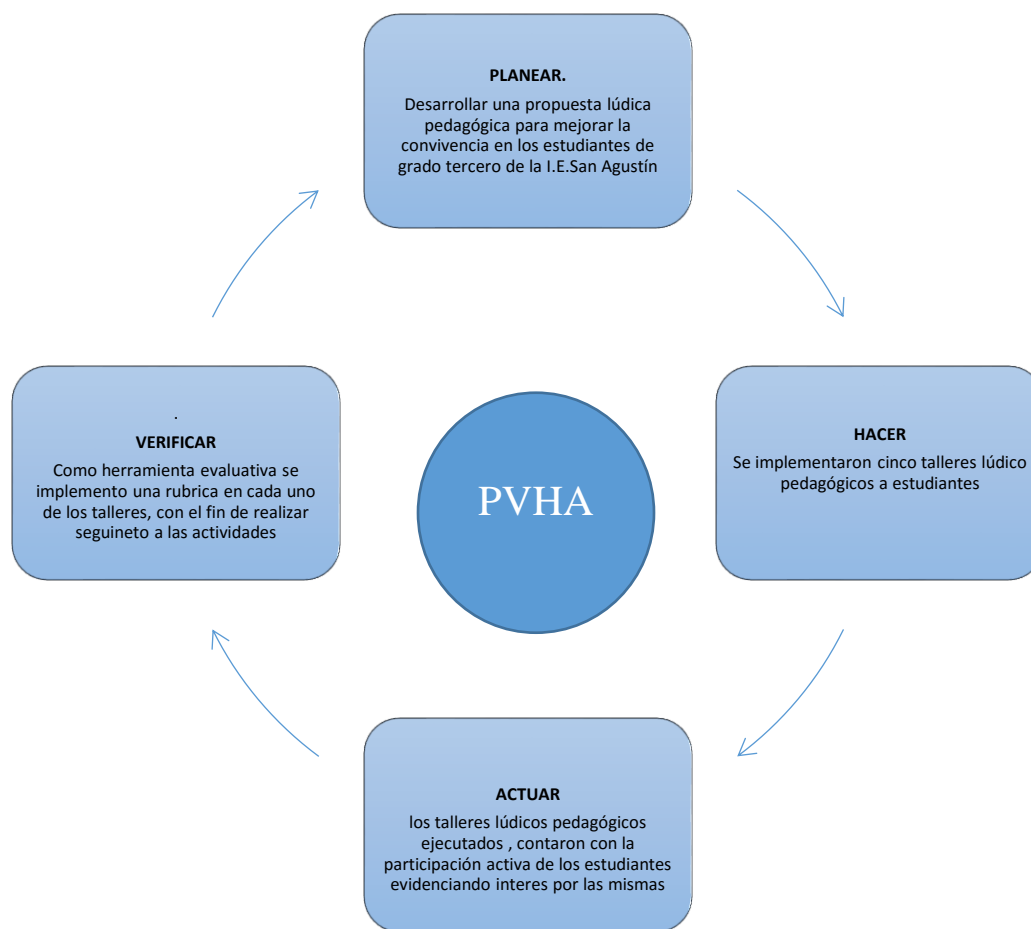 PLANEAR.
Desarrollar una propuesta lúdica
pedagógica para mejorar la
convivencia en los estudiantes de
grado tercero de la I.E.San Agustín
.
VERIFICAR
Como herramienta evaluativa se
implemento una rubrica en cada uno
de los talleres, con el fin de realizar
seguineto a las actividades
PVHA
HACER
Se implementaron cinco talleres lúdico
pedagógicos a estudiantes
ACTUAR
los talleres lúdicos pedagógicos
ejecutados , contaron con la
participación activa de los estudiantes
evidenciando interes por las mismas